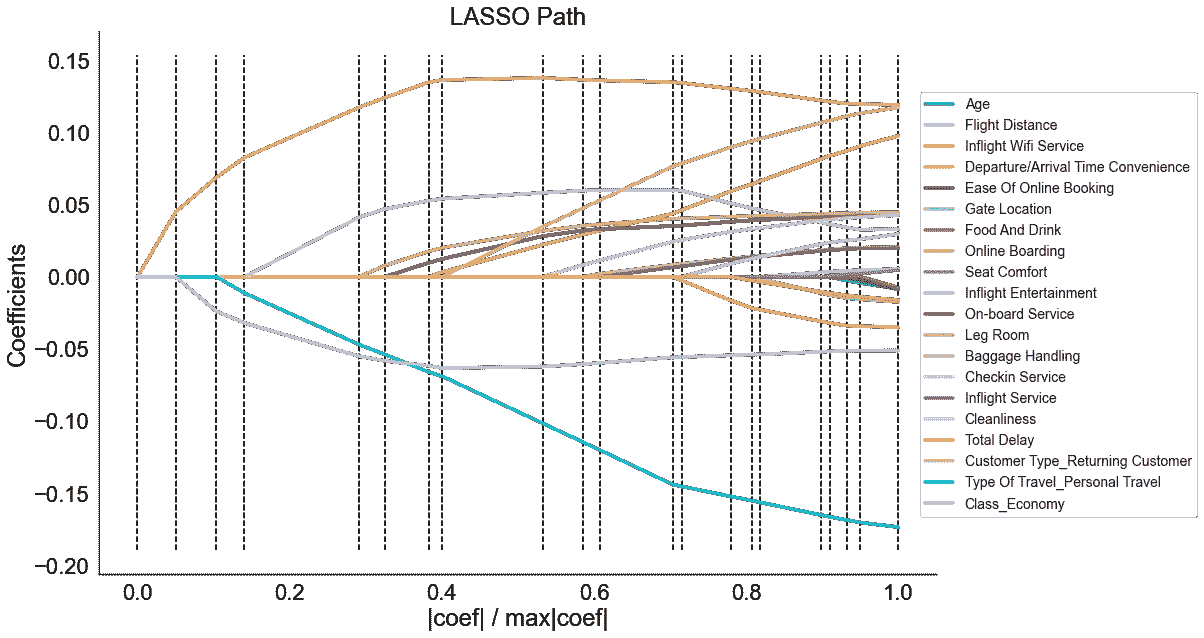 LASSO Path
0.15
0.10
0.05
0.00
−0.05
−0.10
−0.15
−0.20
Coefficients
0.0 0.2 0.4 0.6 0.8 1.0
|coef| / max|coef|
Age
Flight Distance
Inflight Wifi Service
Departure/Arrival Time Convenience
Ease Of Online Booking
Gate Location
Food And Drink
Online Boarding
Seat Comfort
Inflight Entertainment
On-board Service
Leg Room
Baggage Handling
Checkin Service
Inflight Service
Cleanliness
Total Delay
Customer Type_Returning Customer
Type Of Travel_Personal Travel
Class_Economy